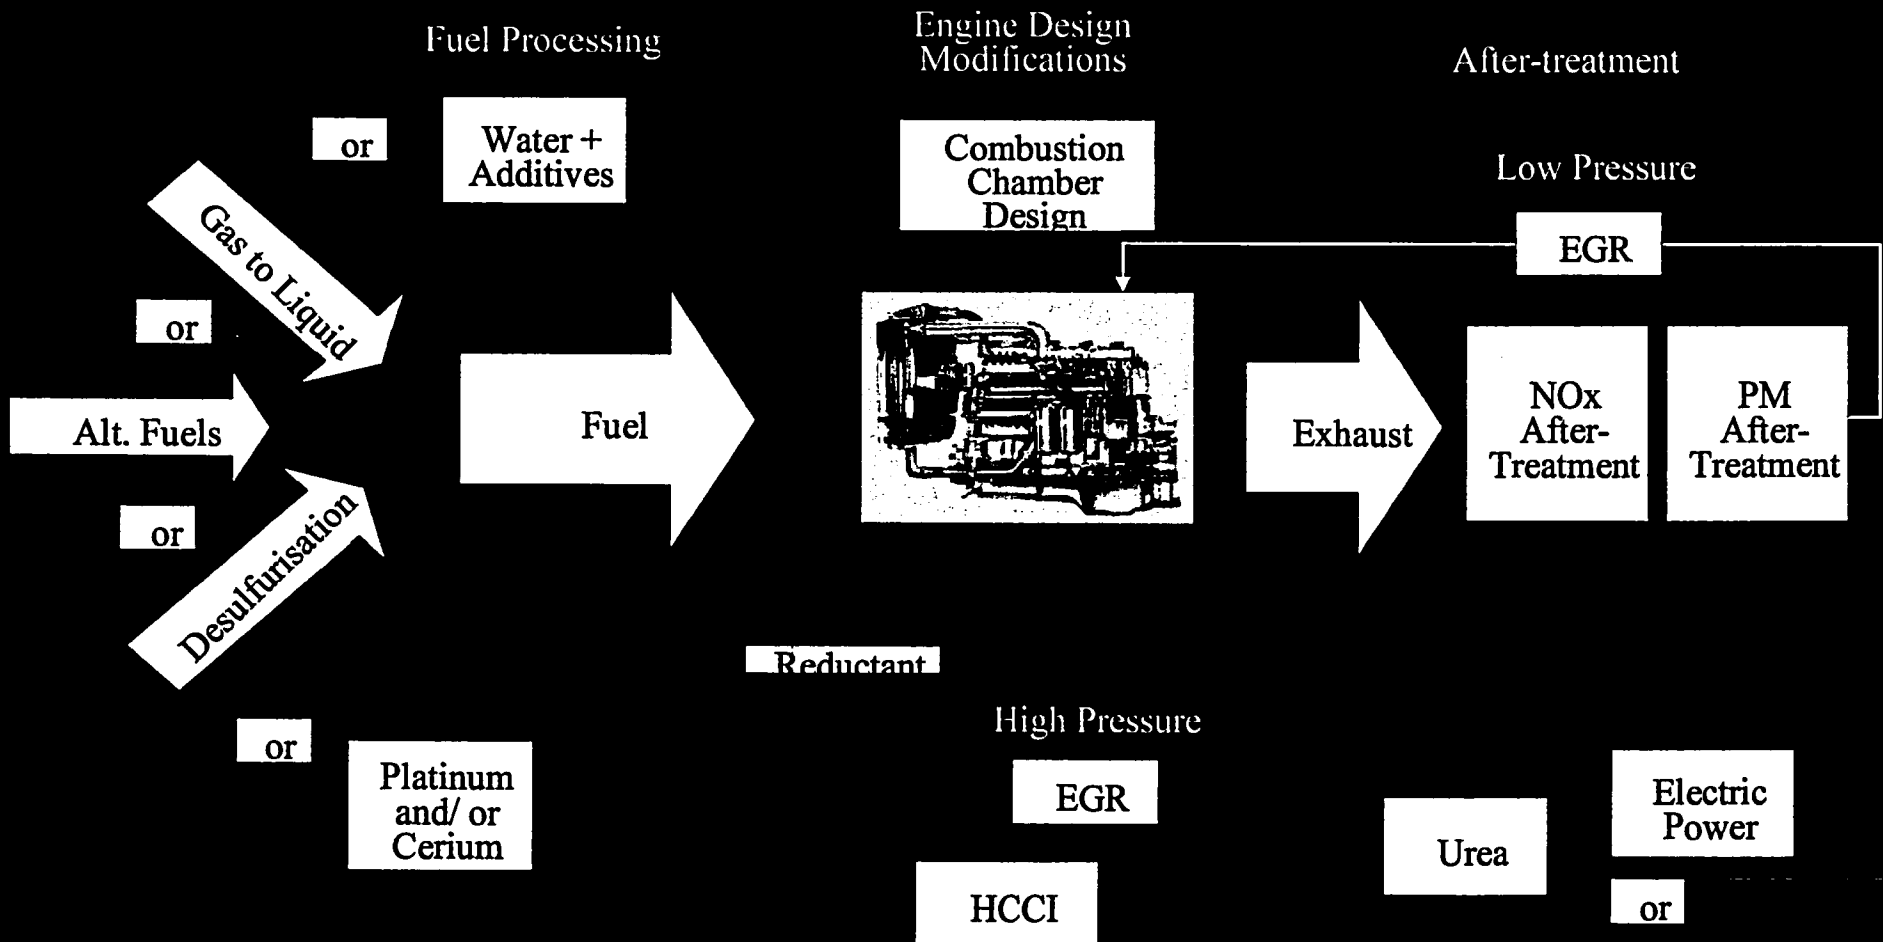 Fuel Processing
Engine Design
Modifications
After-treatment
or
Water +
Additives
Combustion
Chamber
Design
Low Pressure
Gas to Liquid
EGR
or
Alt. Fuels
Fuel
Exhaust
NOx
After-
Treatment
PM
After-
Treatment
or
Desulfurisation
Reductant
High Pressure
or
Platinum
and/ or
Cerium
EGR
Electric
Power
Urea
HCCI
or